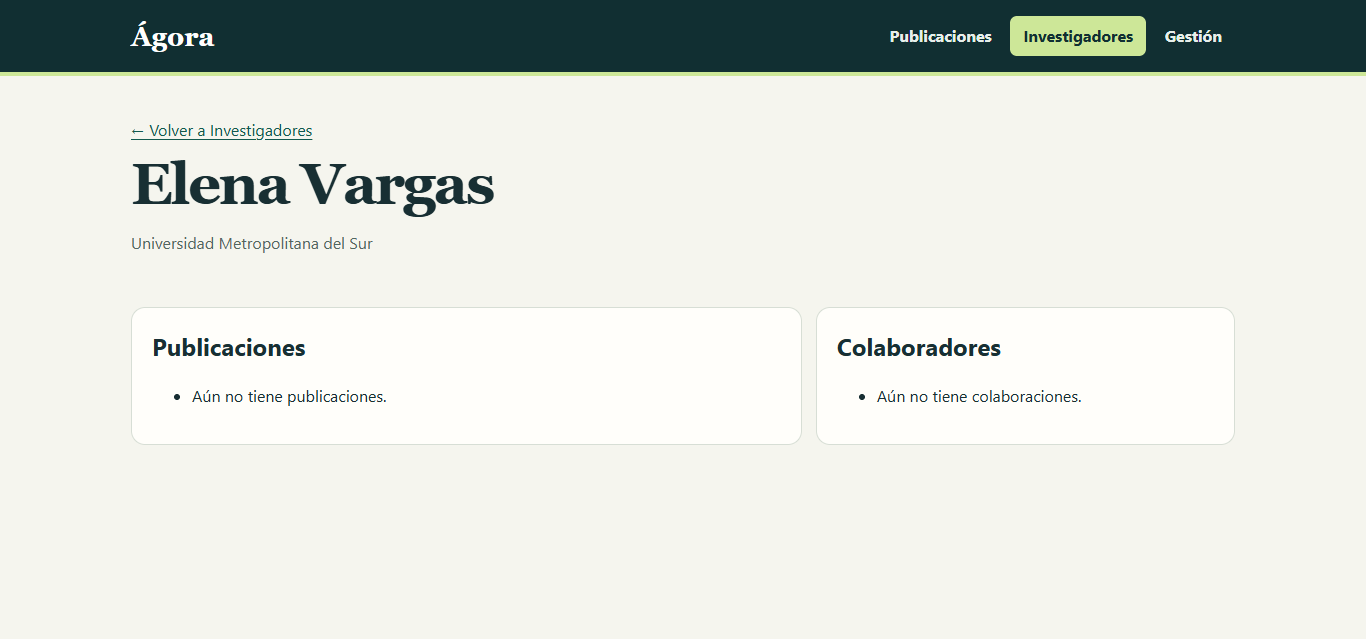 Ágora
Publicaciones
Investigadores
Gestión
← Volver a Investigadores
Elena Vargas
Universidad Metropolitana del Sur
Publicaciones
• Aún no tiene publicaciones.
Colaboradores
• Aún no tiene colaboraciones.